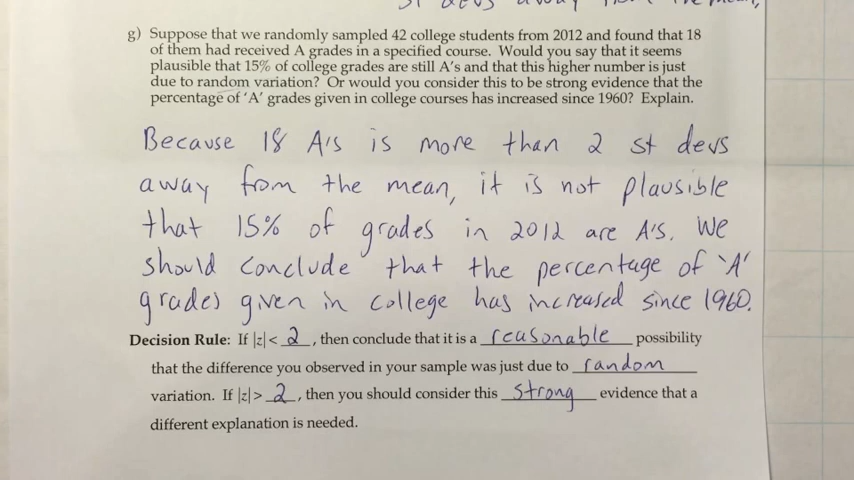 st devs away from the mean,
g) Suppose that we randomly sampled 42 college students from 2012 and found that 18
of them had received A grades in a specified course. Would you say that it seems
plausible that 15% of college grades are still A's and that this higher number is just
due to random variation? Or would you consider this to be strong evidence that the
percentage of 'A' grades given in college courses has increased since 1960? Explain.
Because 18 A's is more than 2 st devs
away from the mean, it is not plausible
that 15% of grades in 2012 are A's. We
should conclude that the percentage of 'A'
grades given in college has increased since 1960.
Decision Rule: If |z|< 2, then conclude that it is a reasonable possibility
that the difference you observed in your sample was just due to random
variation. If |z|> 2, then you should consider this strong evidence that a
different explanation is needed.